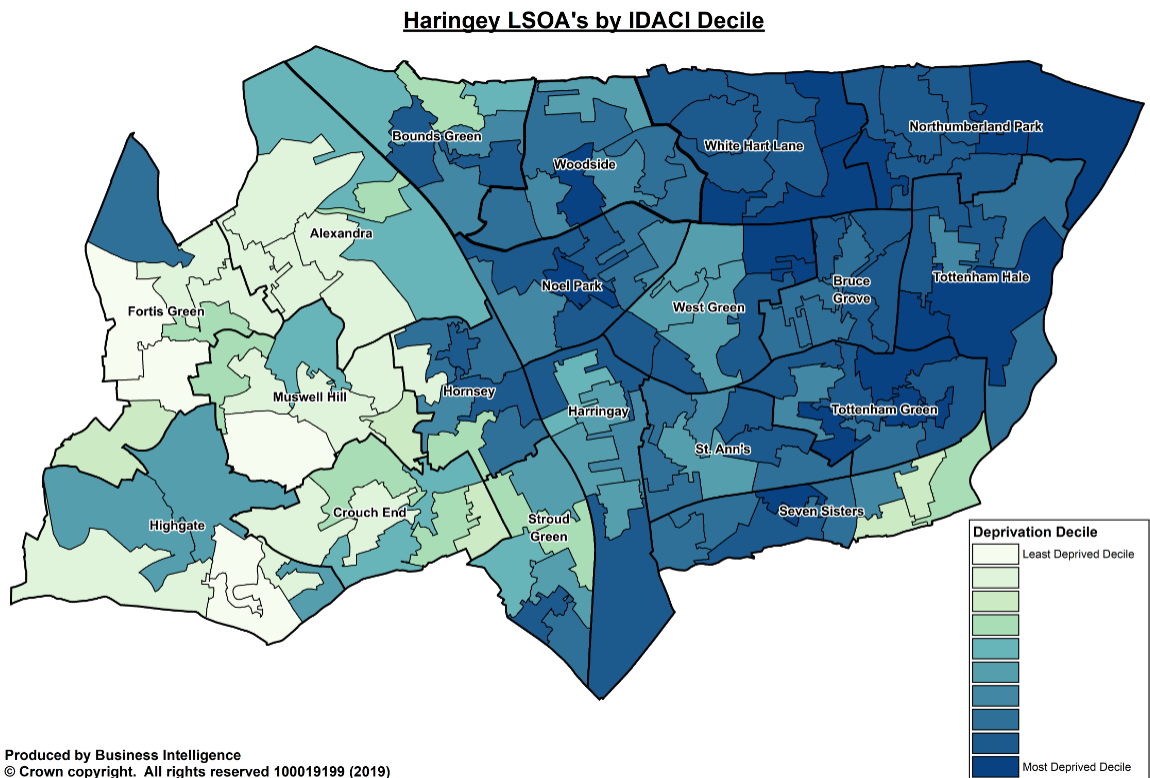 Haringey LSOA's by IDACI Decile
Northumberland Park
Bounds Green
White Hart Lane
Woodside
Alexandra
Tottenham Hale
Noel Park
Bruce
Grove
West Green
Fortis Green
Hornsey
Muswell Hill
Harringay
Tottenham Green
St. Ann's
Crouch End
Seven Sisters
Stroud
Green
Highgate
Deprivation Decile
Least Deprived Decile
Most Deprived Decile
Produced by Business Intelligence
© Crown copyright. All rights reserved 100019199 (2019)